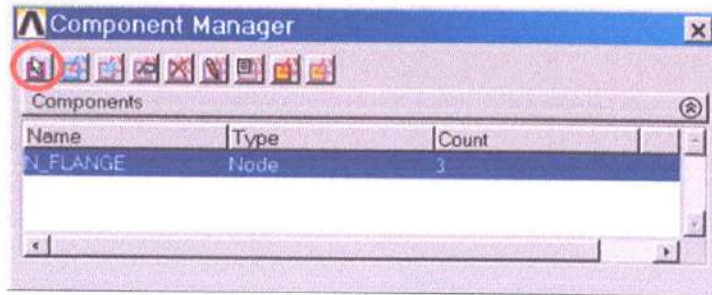 Component Manager
Components
Name Type Count
N_FLANGE Node 3